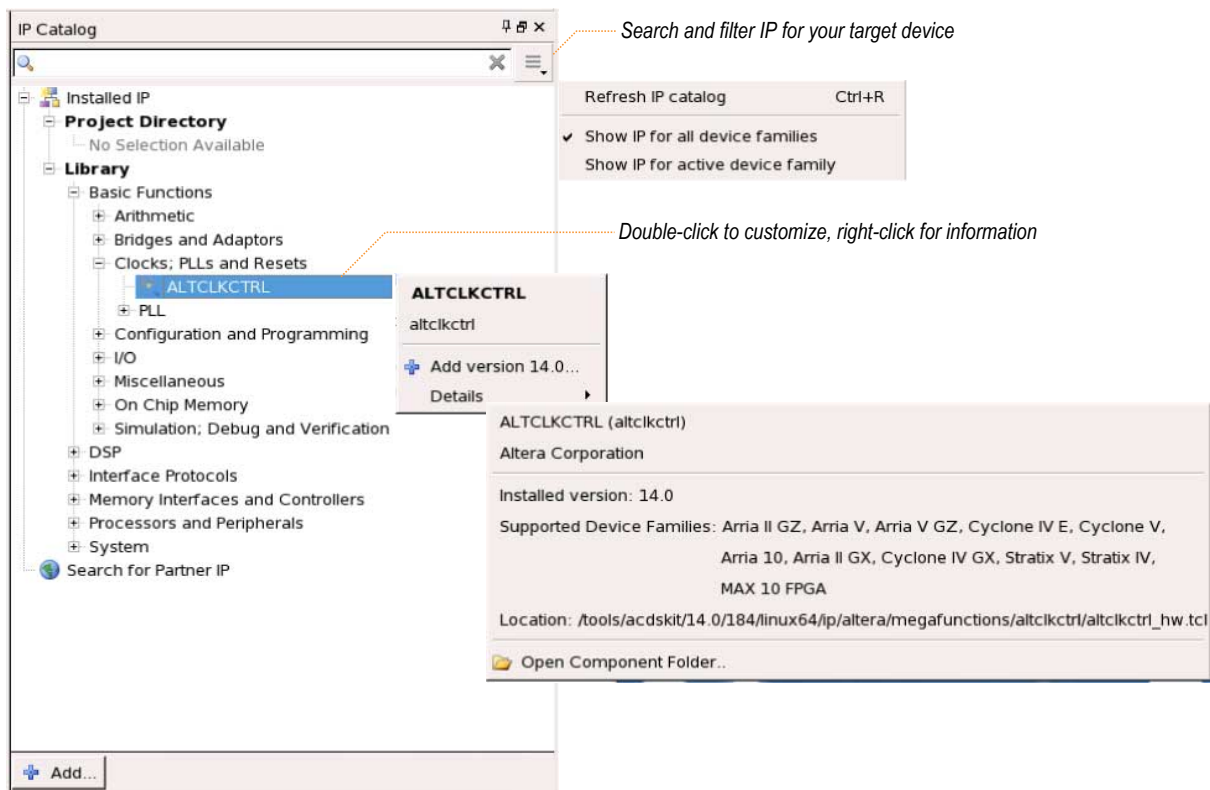 IP Catalog
Search and filter IP for your target device
Installed IP
Project Directory
No Selection Available
Library
Basic Functions
Arithmetic
Bridges and Adaptors
Clocks; PLLs and Resets
ALTCLKCTRL
PLL
Configuration and Programming
I/O
Miscellaneous
On Chip Memory
Simulation; Debug and Verification
DSP
Interface Protocols
Memory Interfaces and Controllers
Processors and Peripherals
System
Search for Partner IP
Add...
Refresh IP catalog Ctrl+R
Show IP for all device families
Show IP for active device family
Double-click to customize, right-click for information
ALTCLKCTRL
altclkctrl
Add version 14.0...
Details
ALTCLKCTRL (altclkctrl)
Altera Corporation
Installed version: 14.0
Supported Device Families: Arria II GZ, Arria V, Arria V GZ, Cyclone IV E, Cyclone V,
Arria 10, Arria II GX, Cyclone IV GX, Stratix V, Stratix IV,
MAX 10 FPGA
Location: /tools/acdskit/14.0/184/linux64/ip/altera/megafunctions/altclkctrl/altclkctrl_hw.tcl
Open Component Folder..